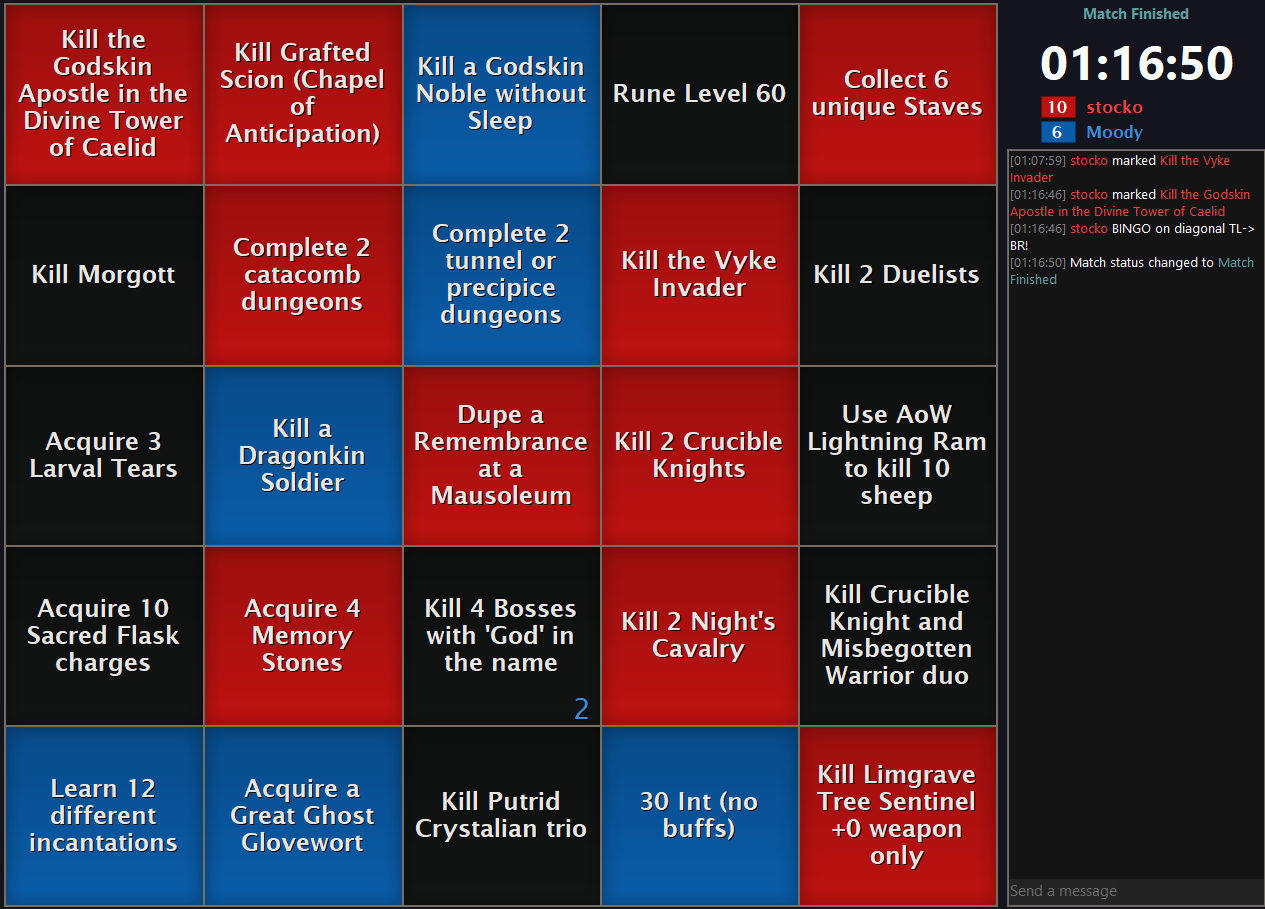 Kill the
Godskin
Apostle in the
Divine Tower
of Caelid
Kill Grafted
Scion (Chapel
of
Anticipation)
Kill a Godskin
Noble without
Sleep
Rune Level 60
Collect 6
unique Staves
Kill Morgott
Complete 2
catacomb
dungeons
Complete 2
tunnel or
precipice
dungeons
Kill the Vyke
Invader
Kill 2 Duelists
Acquire 3
Larval Tears
Kill a
Dragonkin
Soldier
Dupe a
Remembrance
at a
Mausoleum
Kill 2 Crucible
Knights
Use AoW
Lightning Ram
to kill 10
sheep
Acquire 10
Sacred Flask
charges
Acquire 4
Memory
Stones
Kill 4 Bosses
with 'God' in
the name
2
Kill 2 Night's
Cavalry
Kill Crucible
Knight and
Misbegotten
Warrior duo
Learn 12
different
incantations
Acquire a
Great Ghost
Glovewort
Kill Putrid
Crystalian trio
30 Int (no
buffs)
Kill Limgrave
Tree Sentinel
+0 weapon
only
Match Finished
01:16:50
10 stocko
6 Moody
[01:07:59] stocko marked Kill the Vyke
Invader
[01:16:46] stocko marked Kill the Godskin
Apostle in the Divine Tower of Caelid
[01:16:46] stocko BINGO on diagonal TL->
BR!
[01:16:50] Match status changed to Match
Finished
Send a message